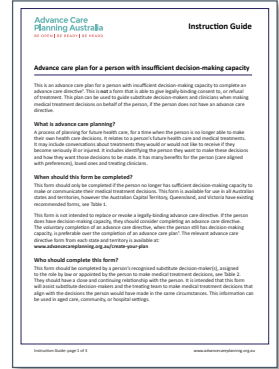 Advance Care
Planning Australia
BE OPEN | BE READY | BE HEARD
Instruction Guide
Advance care plan for a person with insufficient decision-making capacity
This is an advance care plan for a person with insufficient decision-making capacity to complete an
advance care directive¹. This is not a form that is able to give legally-binding consent to, or refusal
of treatment. This plan can be used to guide substitute decision-makers and clinicians when making
medical treatment decisions on behalf of the person, if the person does not have an advance care
directive.
What is advance care planning?
A process of planning for future health care, for a time when the person is no longer able to make
their own health care decisions. It relates to a person's future health care and medical treatments.
It may include conversations about treatments they would or would not like to receive if they
become seriously ill or injured. It includes identifying the person they want to make these decisions
and how they want those decisions to be made. It has many benefits for the person (care aligned
with preferences), loved ones and treating clinicians.
When should this form be completed?
This form should only be completed if the person no longer has sufficient decision-making capacity to
make or communicate their medical treatment decisions. This form is available for use in all Australian
states and territories, however the Australian Capital Territory, Queensland, and Victoria have existing
recommended forms, see Table 1.
This form is not intended to replace or revoke a legally-binding advance care directive. If the person
does have decision-making capacity, they should consider completing an advance care directive.
The voluntary completion of an advance care directive, when the person still has decision-making
capacity, is preferable over the completion of an advance care plan¹. The relevant advance care
directive form from each state and territory is available at:
www.advancecareplanning.org.au/create-your-plan
Who should complete this form?
This form should be completed by a person's recognised substitute decision-maker(s), assigned
to the role by law or appointed by the person to make medical treatment decisions, see Table 2.
They should have a close and continuing relationship with the person. It is intended that this form
will assist substitute decision-makers and the treating team to make medical treatment decisions that
align with the decisions the person would have made in the same circumstances. This information can
be used in aged care, community, or hospital settings.
Instruction Guide: page 1 of 3
www.advancecareplanning.org.au